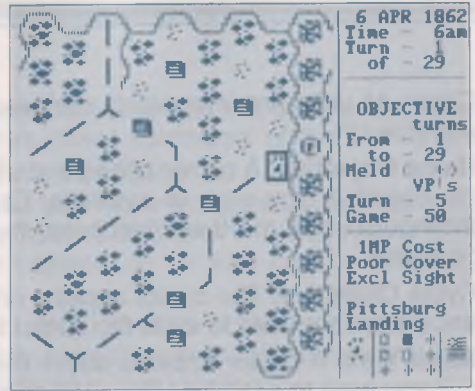 6 APR 1862
Time - 6am
Turn - 1
of - 29
OBJECTIVE
turns
From - 1
to - 29
Held ( + )
VP's
Turn - 5
Game - 50
1MP Cost
Poor Cover
Excl Sight
Pittsburg
Landing